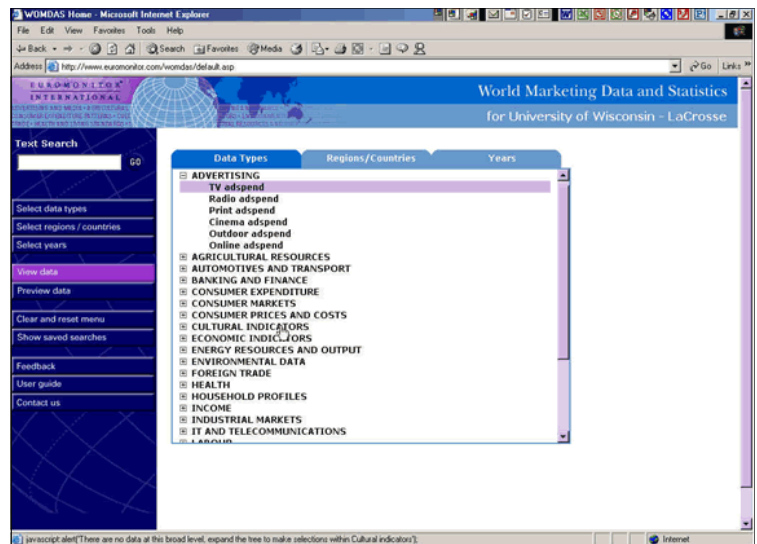 WOMDAS Home - Microsoft Internet Explorer
File Edit View Favorites Tools Help
Back Search Favorites Media
Address http://www.euromonitor.com/womdas/default.asp Go Links »
EUROMONITOR
INTERNATIONAL
World Marketing Data and Statistics
for University of Wisconsin - LaCrosse
Text Search
GO
Select data types
Select regions / countries
Select years
View data
Preview data
Clear and reset menu
Show saved searches
Feedback
User guide
Contact us
Data Types Regions/Countries Years
ADVERTISING
TV adspend
Radio adspend
Print adspend
Cinema adspend
Outdoor adspend
Online adspend
AGRICULTURAL RESOURCES
AUTOMOTIVES AND TRANSPORT
BANKING AND FINANCE
CONSUMER EXPENDITURE
CONSUMER MARKETS
CONSUMER PRICES AND COSTS
CULTURAL INDICATORS
ECONOMIC INDICATORS
ENERGY RESOURCES AND OUTPUT
ENVIRONMENTAL DATA
FOREIGN TRADE
HEALTH
HOUSEHOLD PROFILES
INCOME
INDUSTRIAL MARKETS
IT AND TELECOMMUNICATIONS
LABOUR
javascript:alert('There are no data at this broad level, expand the tree to make selections within Cultural indicators'); Internet